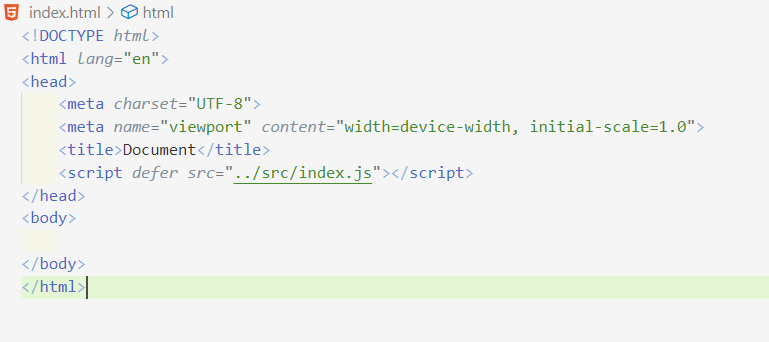 index.html > html
<!DOCTYPE html>
<html lang="en">
<head>
    <meta charset="UTF-8">
    <meta name="viewport" content="width=device-width, initial-scale=1.0">
    <title>Document</title>
    <script defer src="../src/index.js"></script>
</head>
<body>
</body>
</html>